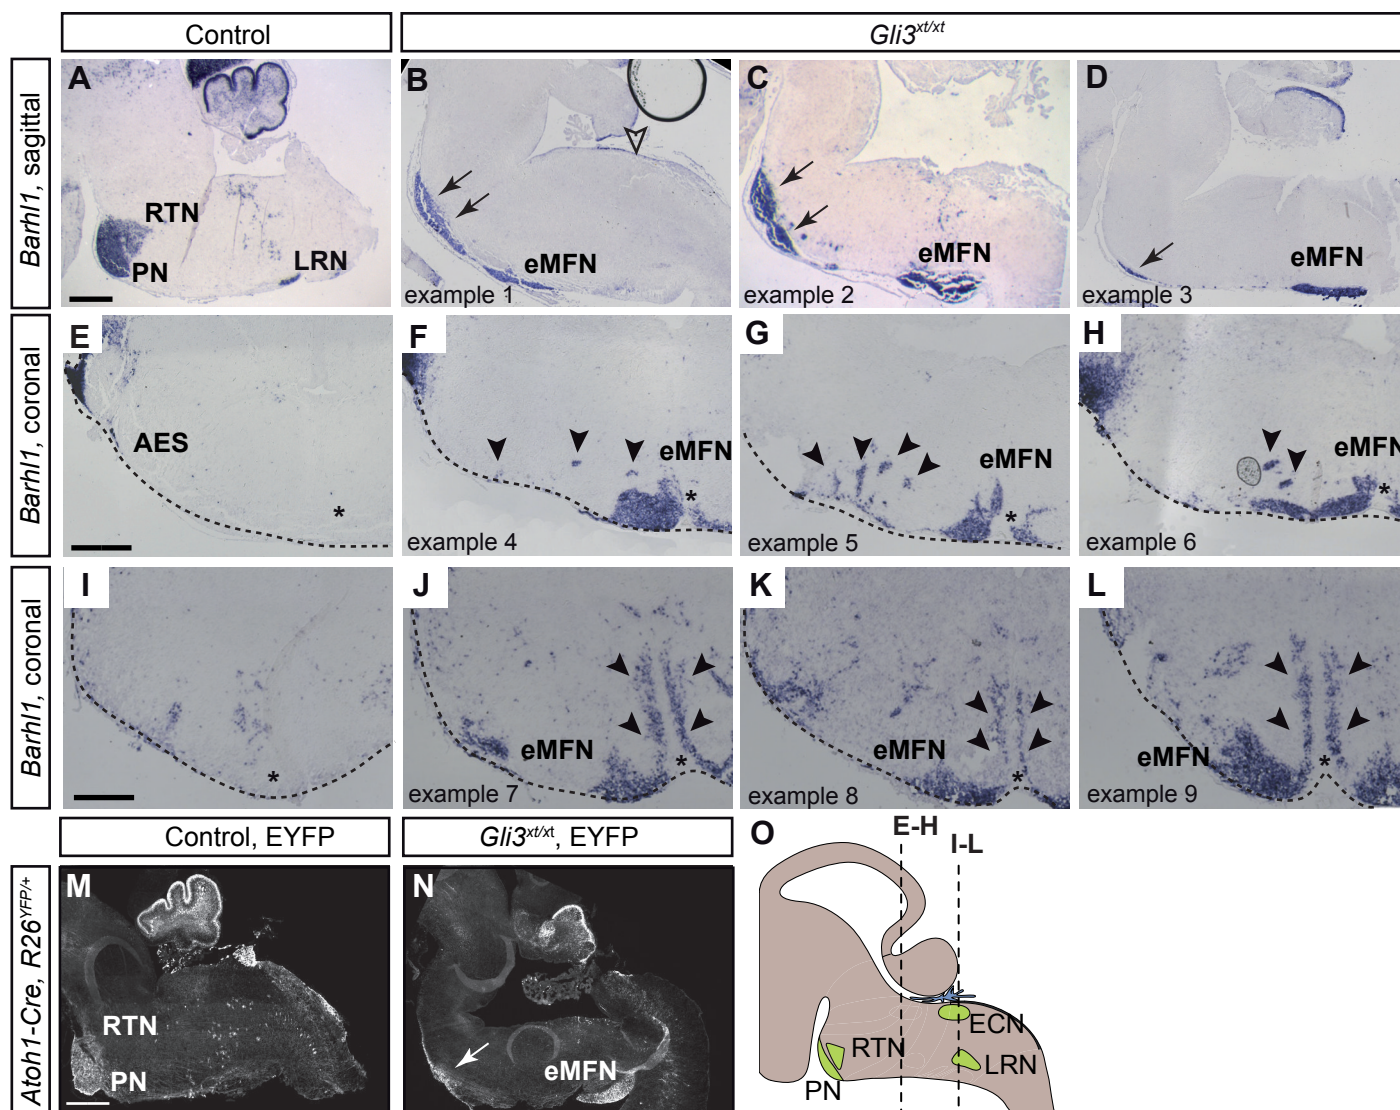 Control
Gli3xt/xt
Barhl1, sagittal
A
RTN
PN
LRN
B
eMFN
example 1
C
eMFN
example 2
D
eMFN
example 3
Barhl1, coronal
E
AES
*
F
eMFN
*
example 4
G
eMFN
*
example 5
H
eMFN
*
example 6
Barhl1, coronal
I
*
J
eMFN
*
example 7
K
eMFN
*
example 8
L
eMFN
*
example 9
Control, EYFP
Gli3xt/xt, EYFP
Atoh1-Cre, R26YFP/+
M
RTN
PN
N
eMFN
O
E-H
I-L
ECN
RTN
LRN
PN